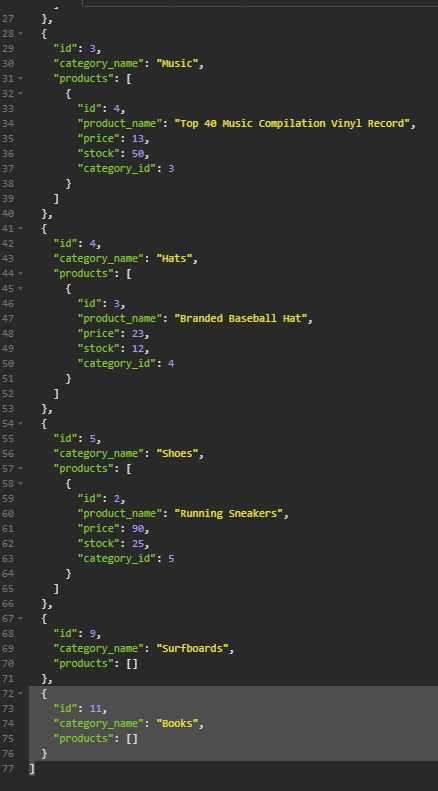 27 },
28 {
29 "id": 3,
30 "category_name": "Music",
31 "products": [
32 {
33 "id": 4,
34 "product_name": "Top 40 Music Compilation Vinyl Record",
35 "price": 13,
36 "stock": 50,
37 "category_id": 3
38 }
39 ]
40 },
41 {
42 "id": 4,
43 "category_name": "Hats",
44 "products": [
45 {
46 "id": 3,
47 "product_name": "Branded Baseball Hat",
48 "price": 23,
49 "stock": 12,
50 "category_id": 4
51 }
52 ]
53 },
54 {
55 "id": 5,
56 "category_name": "Shoes",
57 "products": [
58 {
59 "id": 2,
60 "product_name": "Running Sneakers",
61 "price": 90,
62 "stock": 25,
63 "category_id": 5
64 }
65 ]
66 },
67 {
68 "id": 9,
69 "category_name": "Surfboards",
70 "products": []
71 },
72 {
73 "id": 11,
74 "category_name": "Books",
75 "products": []
76 }
77 ]